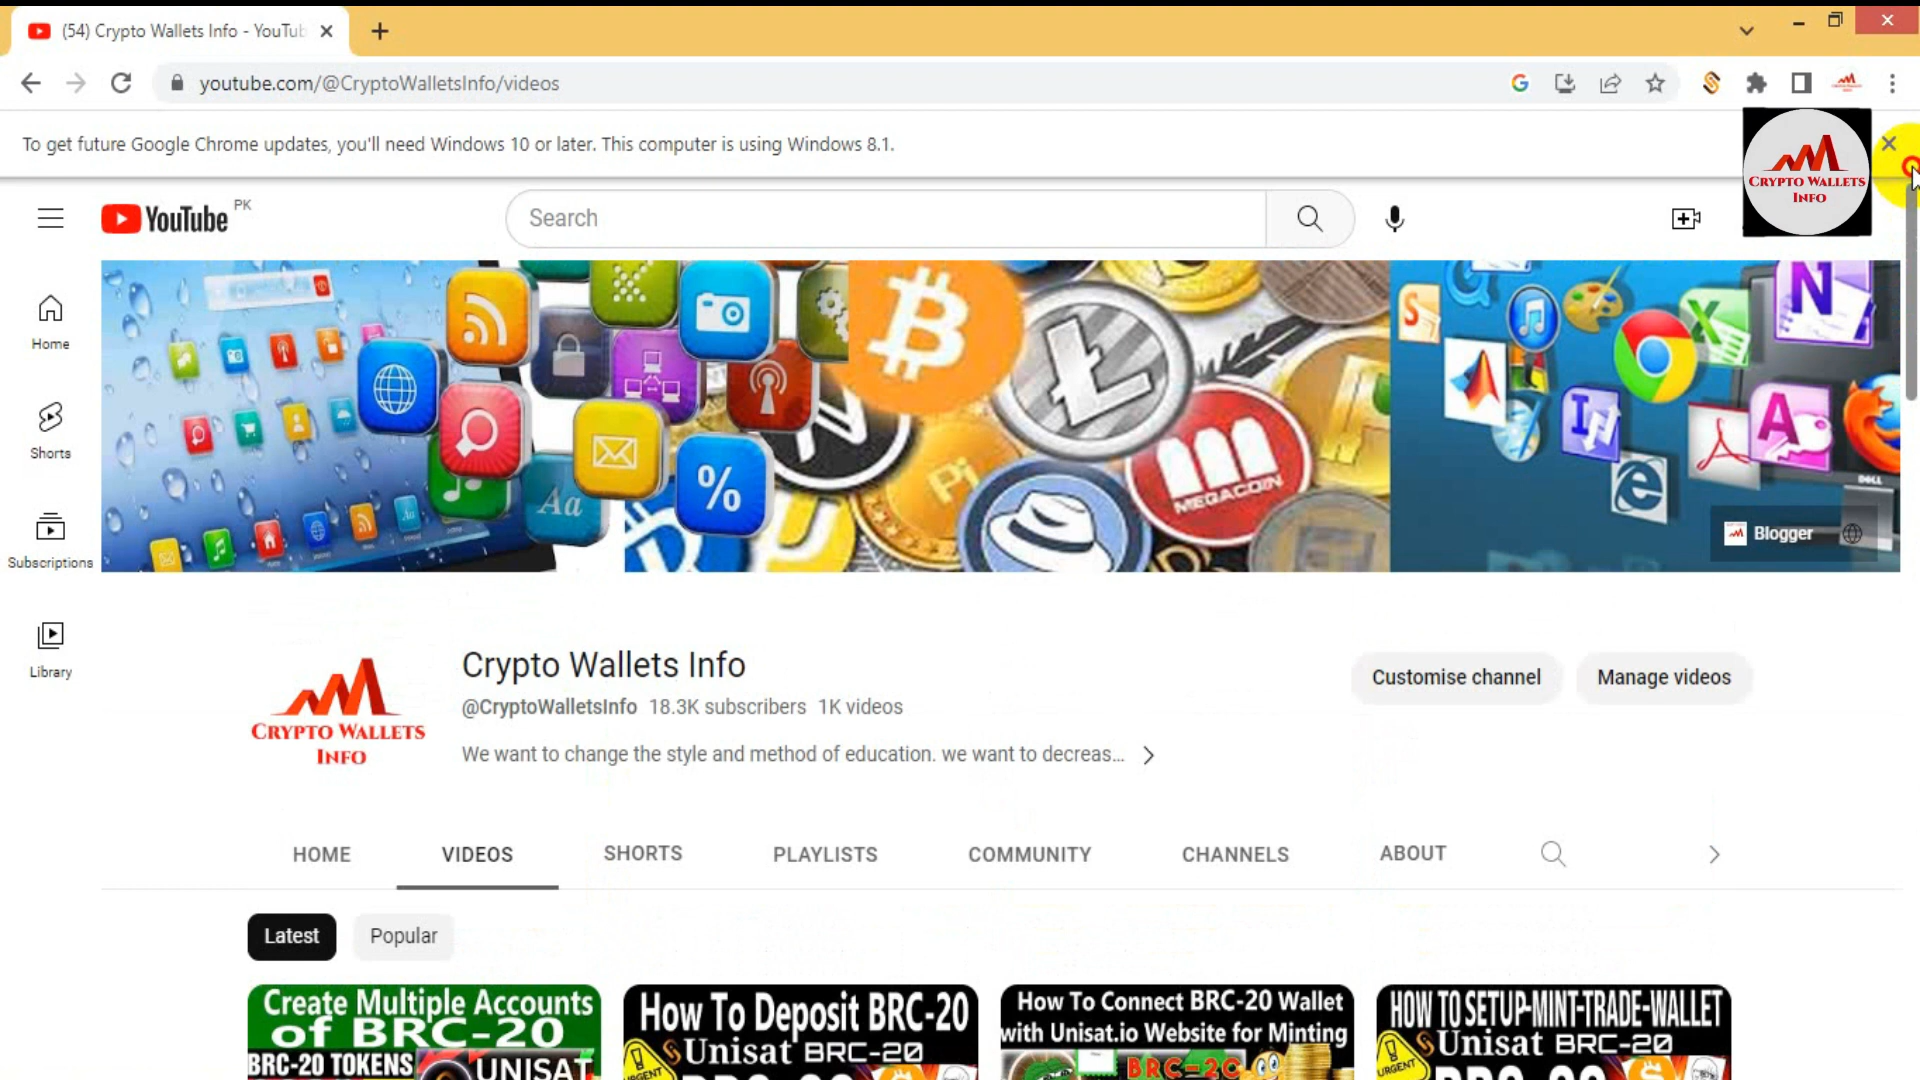 (54) Crypto Wallets Info - YouTub
youtube.com/@CryptoWalletsInfo/videos
To get future Google Chrome updates, you'll need Windows 10 or later. This computer is using Windows 8.1.
CRYPTO WALLETS
INFO
YouTube PK
Search
Home
Shorts
Subscriptions
Library
Aa
%
Pi
MEGACOIN
S
N
X
A
DELL
Blogger
CRYPTO WALLETS
INFO
Crypto Wallets Info
@CryptoWalletsInfo 18.3K subscribers 1K videos
We want to change the style and method of education. we want to decreas...
Customise channel
Manage videos
HOME
VIDEOS
SHORTS
PLAYLISTS
COMMUNITY
CHANNELS
ABOUT
Latest
Popular
Create Multiple Accounts
of BRC-20
BRC-20 TOKENS
UNISAT
How To Deposit BRC-20
Unisat BRC-20
URGENT
How To Connect BRC-20 Wallet
with Unisat.io Website for Minting
BRC-20
HOW TO SETUP-MINT-TRADE-WALLET
Unisat BRC-20
URGENT